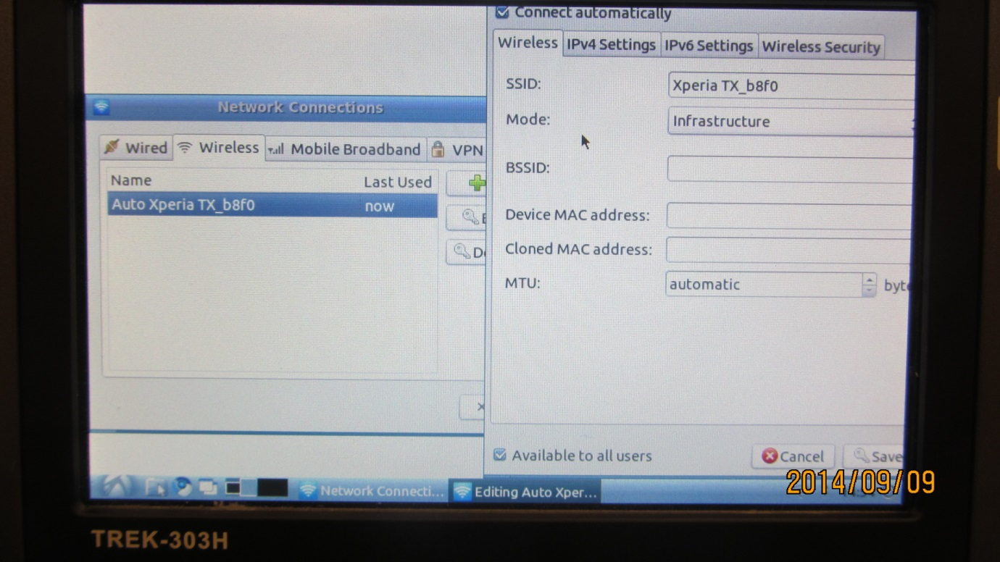 Connect automatically
Wireless IPv4 Settings IPv6 Settings Wireless Security
SSID: Xperia TX_b8f0
Mode: Infrastructure
BSSID:
Device MAC address:
Cloned MAC address:
MTU: automatic
Available to all users
Cancel Save
Network Connections
Wired Wireless Mobile Broadband VPN
Name Last Used
Auto Xperia TX_b8f0 now
Network Connecti... Editing Auto Xper...
2014/09/09
TREK-303H